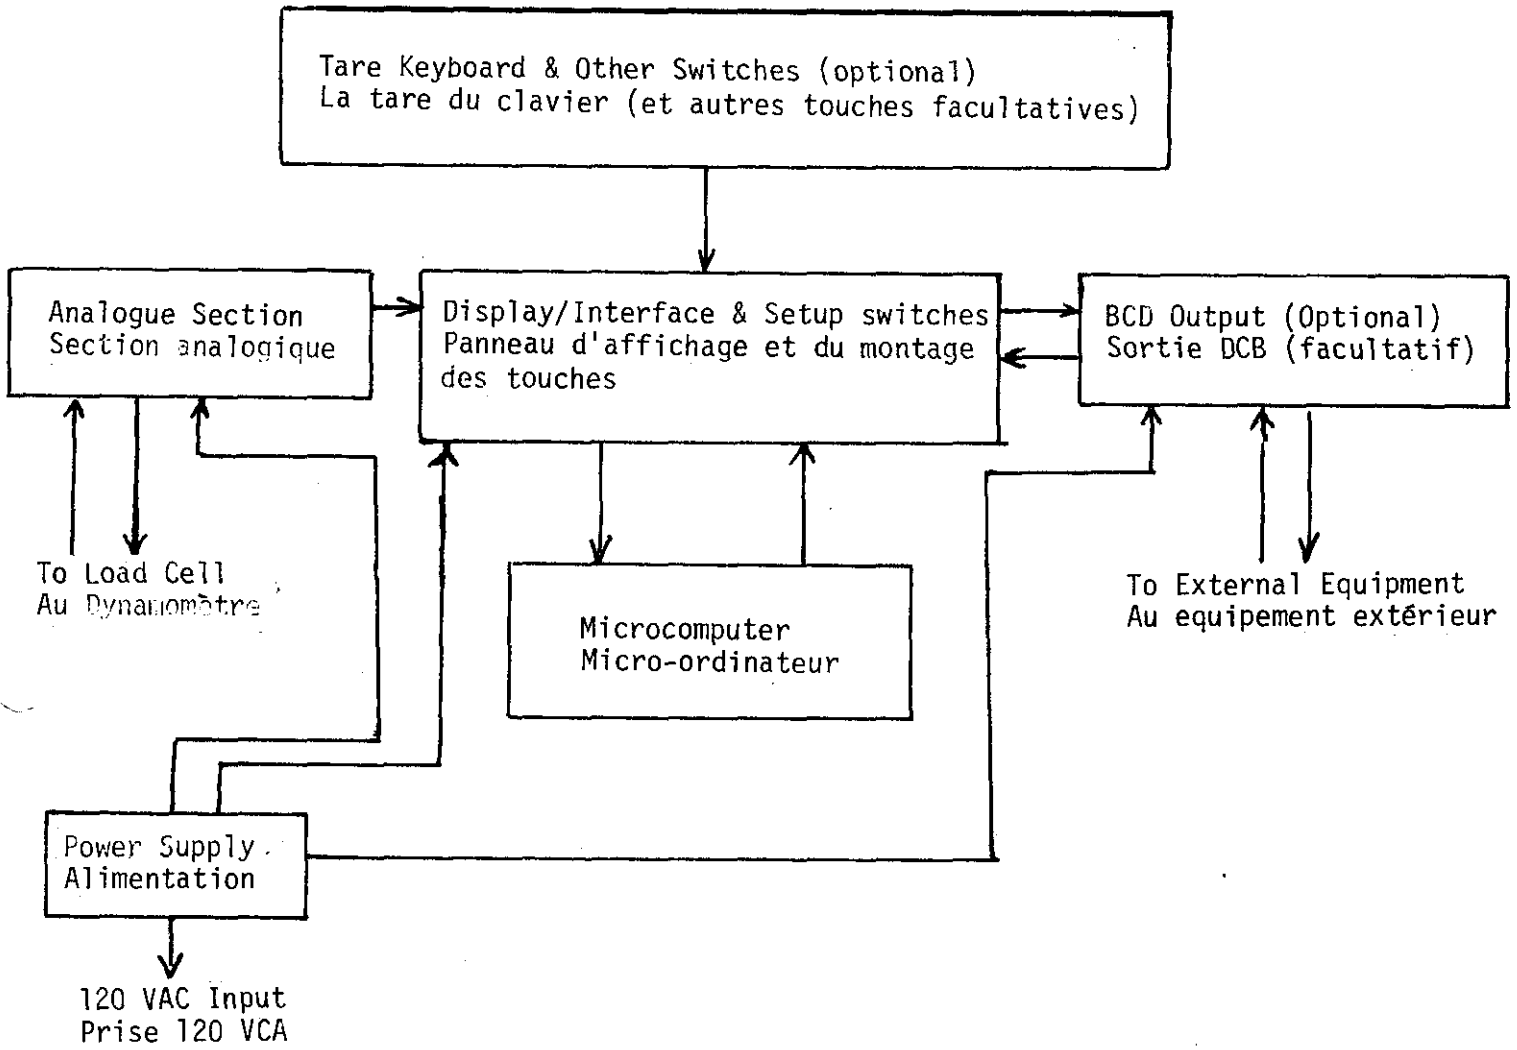 Tare Keyboard & Other Switches (optional)
La tare du clavier (et autres touches facultatives)
Analogue Section
Section analogique
Display/Interface & Setup switches
Panneau d'affichage et du montage
des touches
BCD Output (Optional)
Sortie DCB (facultatif)
To Load Cell
Au Dynamomètre
To External Equipment
Au equipement extérieur
Microcomputer
Micro-ordinateur
Power Supply
Alimentation
120 VAC Input
Prise 120 VCA